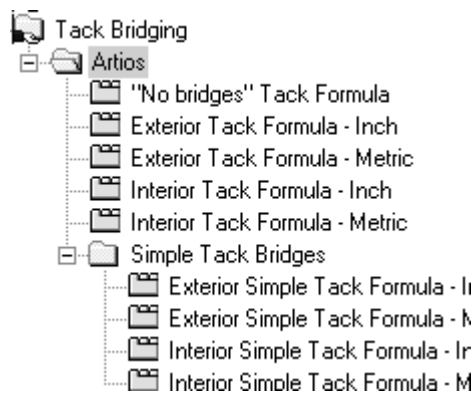 Tack Bridging
Artios
"No bridges" Tack Formula
Exterior Tack Formula - Inch
Exterior Tack Formula - Metric
Interior Tack Formula - Inch
Interior Tack Formula - Metric
Simple Tack Bridges
Exterior Simple Tack Formula -
Exterior Simple Tack Formula -
Interior Simple Tack Formula -
Interior Simple Tack Formula -